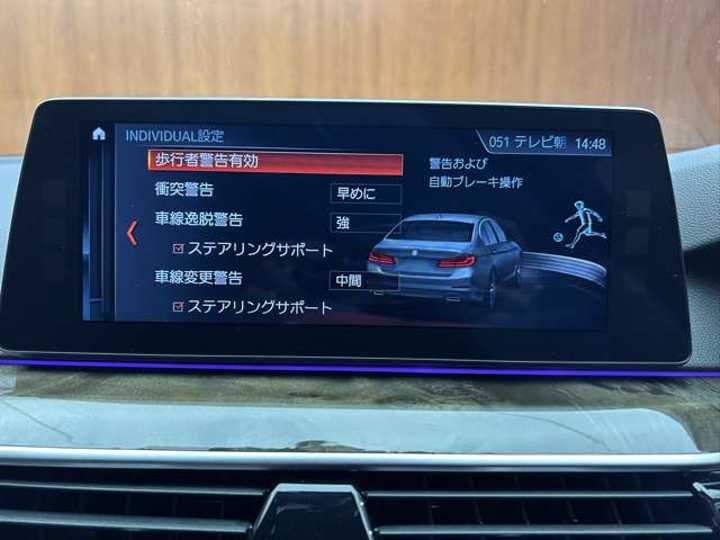 INDIVIDUAL設定
051 テレビ朝 14:48
歩行者警告有効
警告および
自動ブレーキ操作
衝突警告 早めに
車線逸脱警告 強
ステアリングサポート
車線変更警告 中間
ステアリングサポート